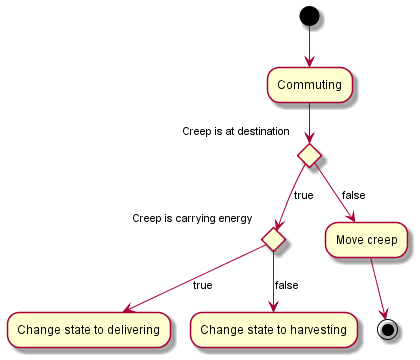 Commuting
Creep is at destination
true
false
Creep is carrying energy
Move creep
true
false
Change state to delivering
Change state to harvesting